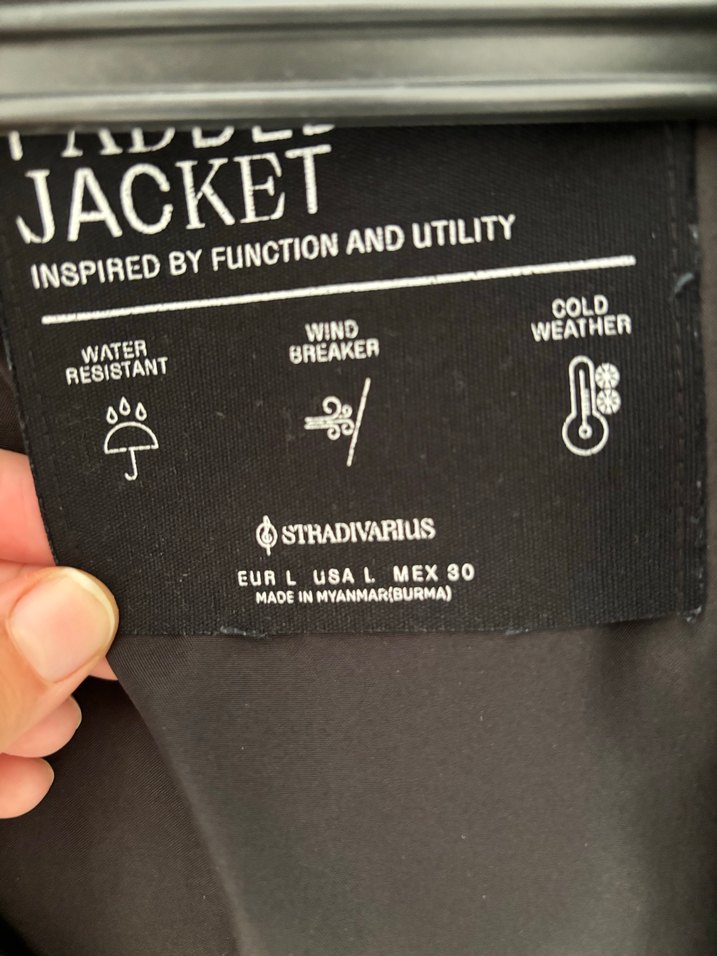 PADDED
JACKET
INSPIRED BY FUNCTION AND UTILITY
WATER
RESISTANT
WIND
BREAKER
COLD
WEATHER
STRADIVARIUS
EUR L USA L MEX 30
MADE IN MYANMAR(BURMA)